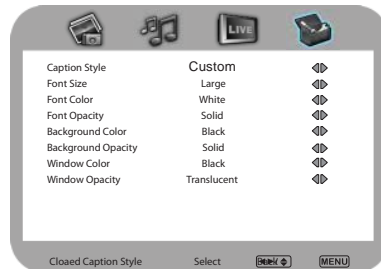 LIVE
Caption Style Custom
Font Size Large
Font Color White
Font Opacity Solid
Background Color Black
Background Opacity Solid
Window Color Black
Window Opacity Translucent
Cloaed Caption Style Select MENU